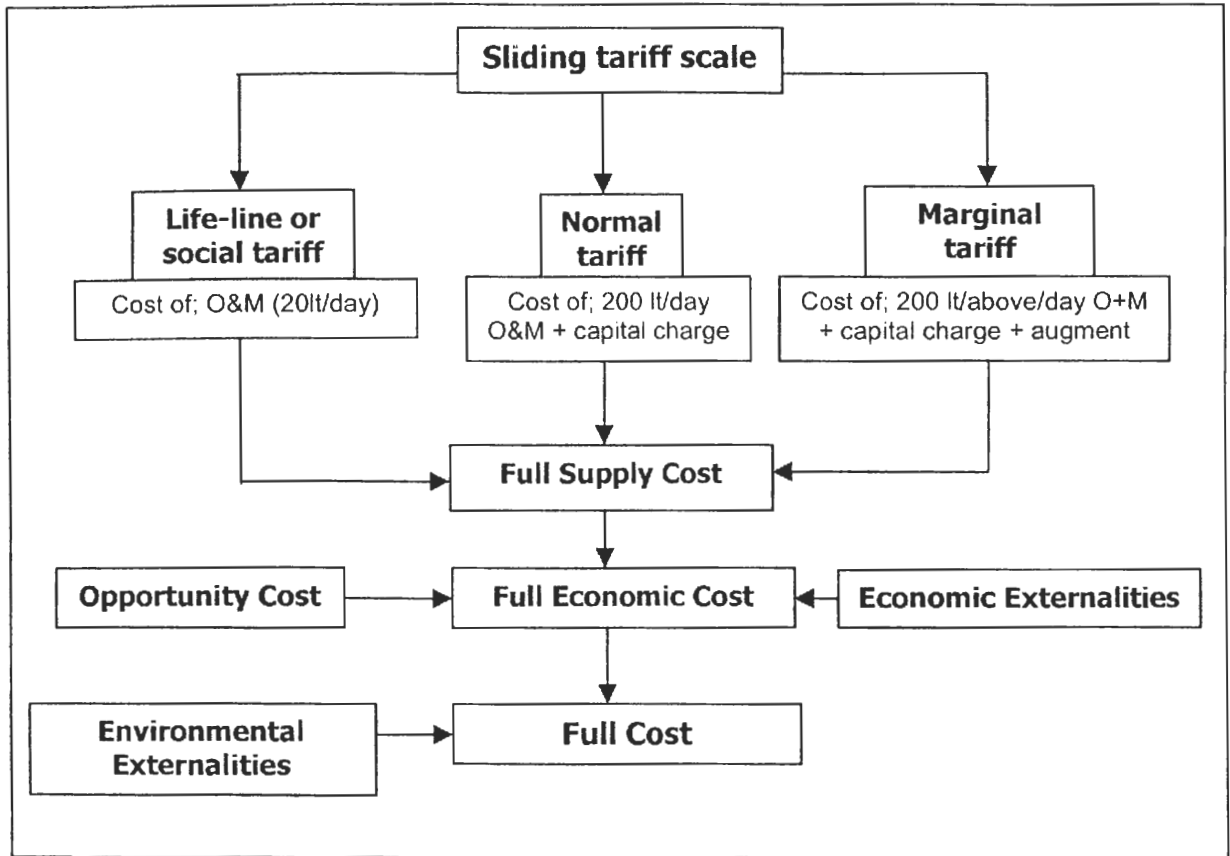 Sliding tariff scale
Life-line or
social tariff
Cost of; O&M (20lt/day)
Normal
tariff
Cost of; 200 lt/day
O&M + capital charge
Marginal
tariff
Cost of; 200 lt/above/day O+M
+ capital charge + augment
Full Supply Cost
Opportunity Cost
Full Economic Cost
Economic Externalities
Environmental
Externalities
Full Cost